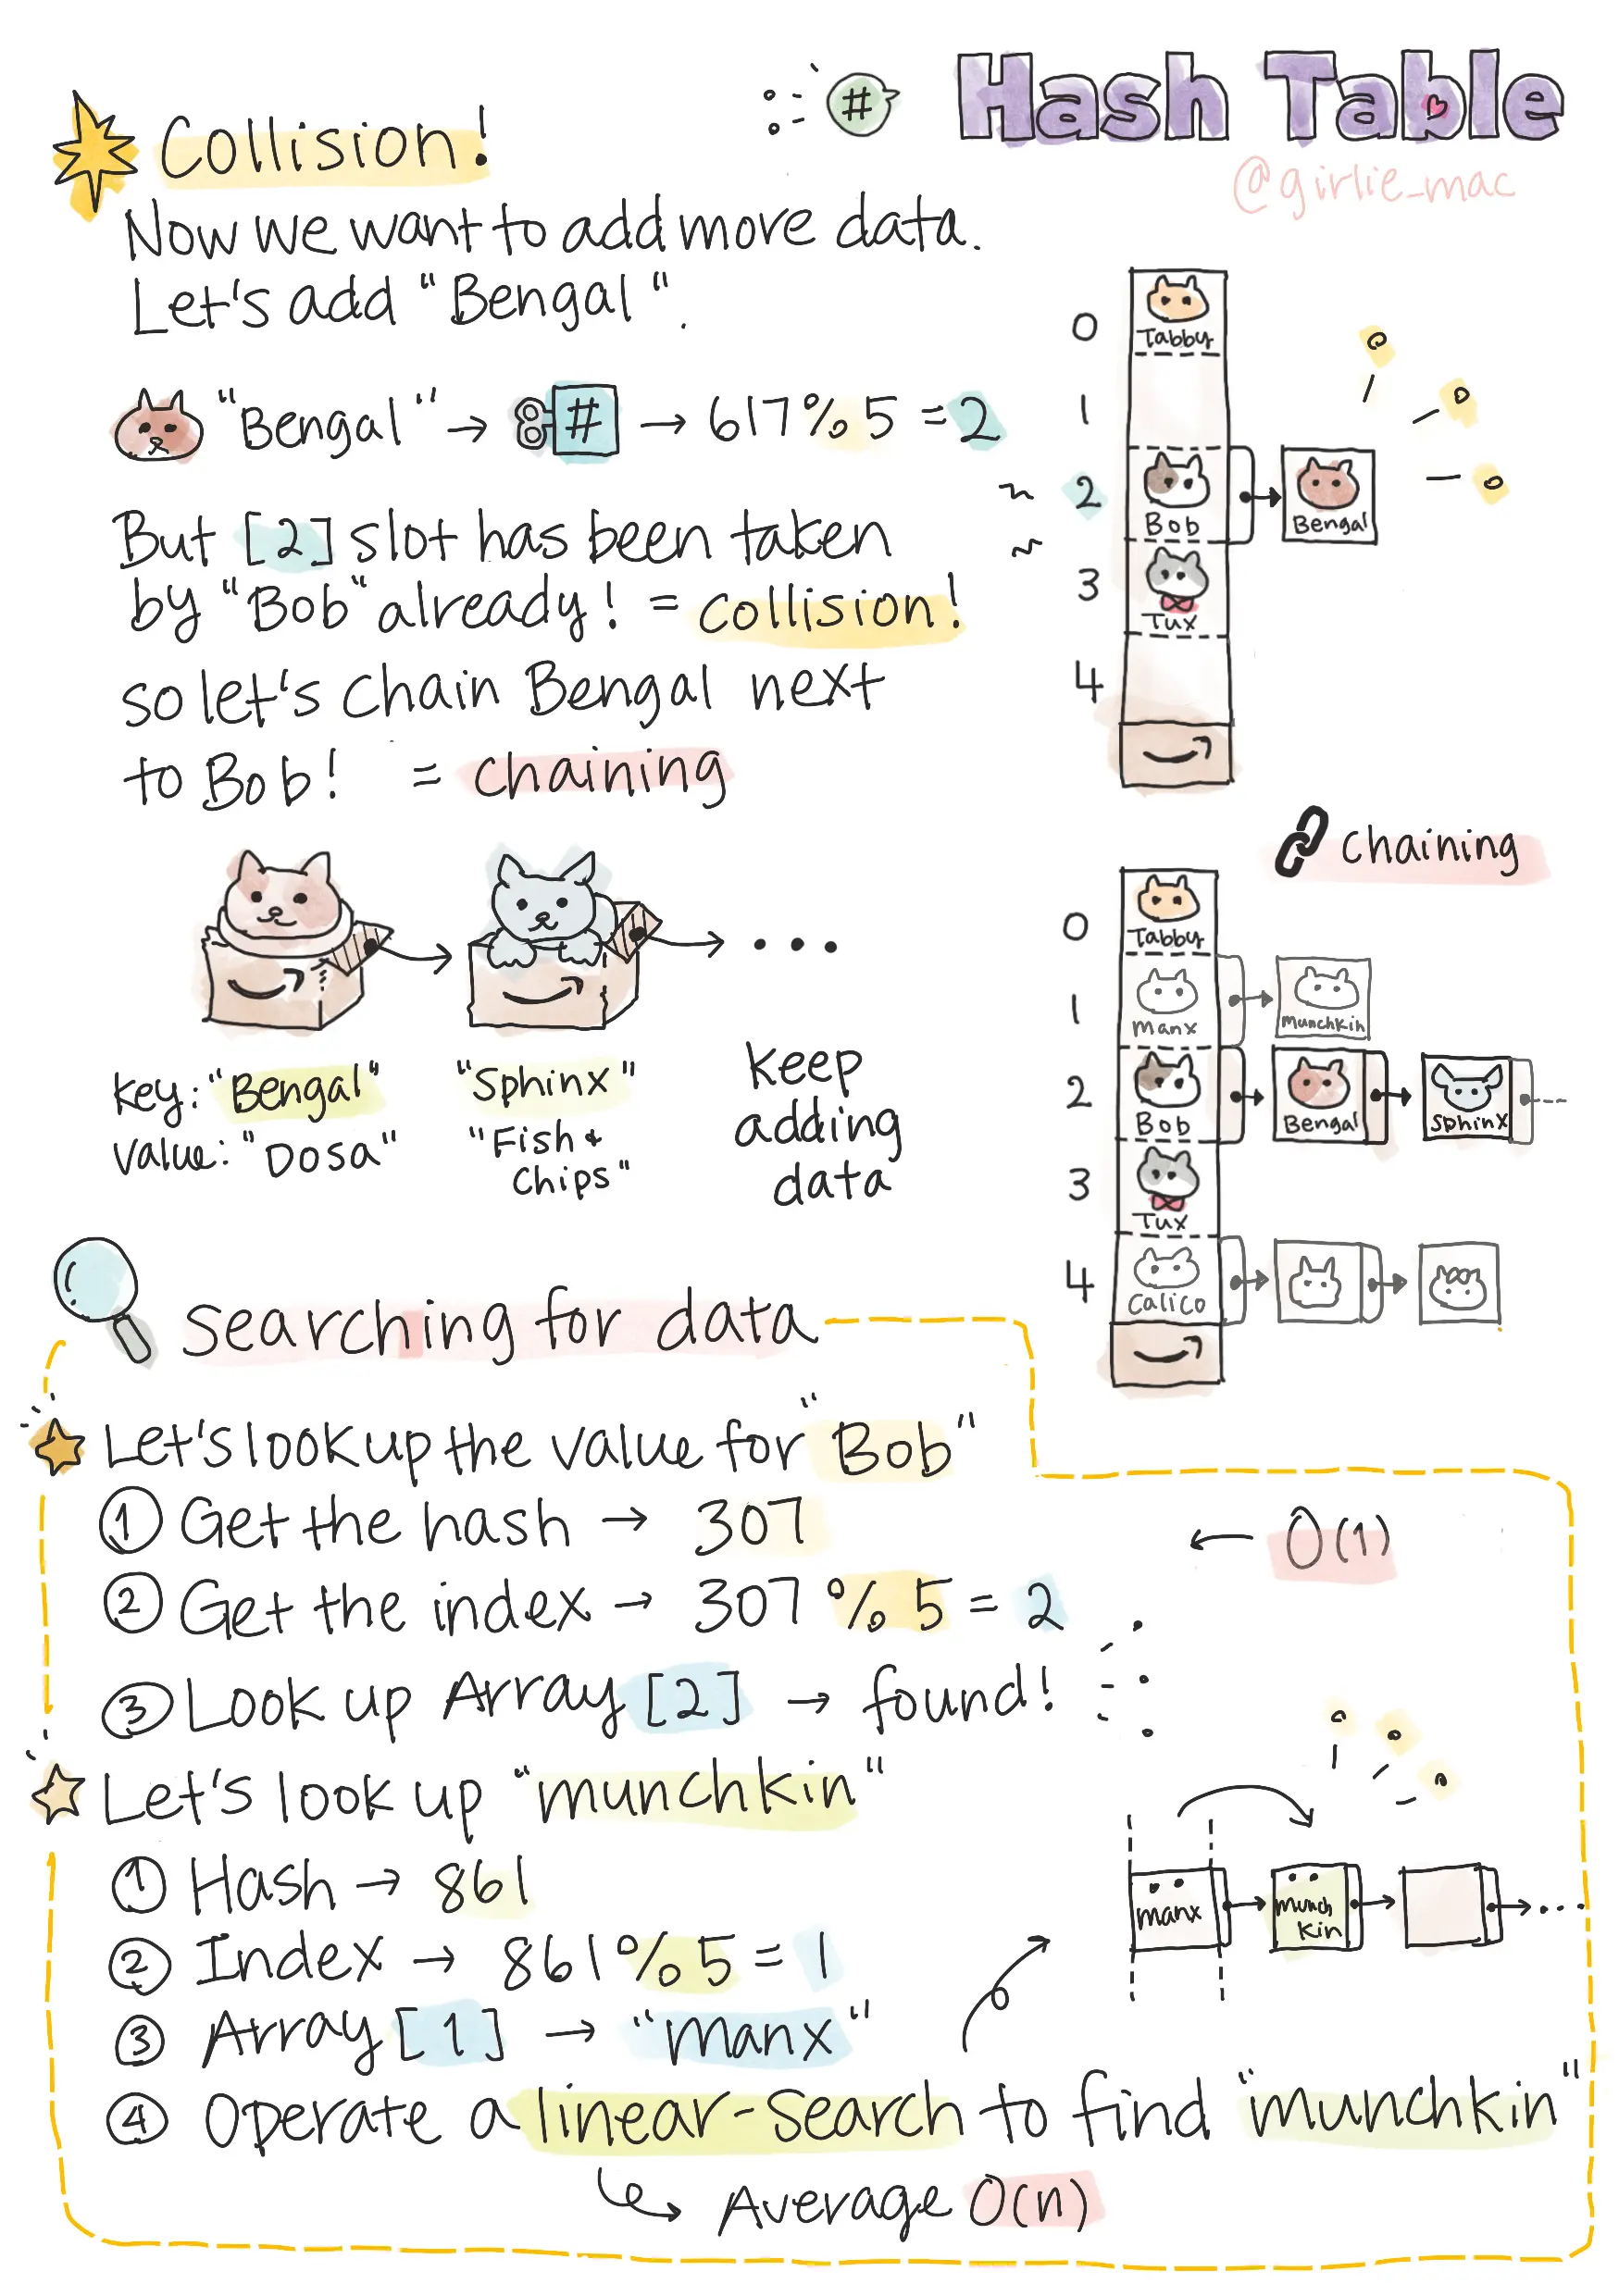 # Hash Table
@girlie_mac
Collision!
Now we want to add more data.
Let's add "Bengal".
"Bengal" → # → 617 % 5 = 2
But [2] slot has been taken
by "Bob" already! = collision!
so let's chain Bengal next
to Bob! = chaining
0
Tabby
1
2
Bob
Bengal
3
Tux
4
Key: "Bengal"
Value: "Dosa"
"Sphinx"
"Fish &
Chips"
Keep
adding
data
chaining
0
Tabby
1
Manx
Munchkin
2
Bob
Bengal
Sphinx
3
Tux
4
Calico
Searching for data
Let's look up the value for "Bob"
① Get the hash → 307
② Get the index → 307 % 5 = 2
③ Look up Array [2] → found!
← O(1)
Let's look up "munchkin"
① Hash → 861
② Index → 861 % 5 = 1
③ Array [1] → "manx"
④ Operate a linear-search to find "munchkin"
↳ Average O(n)
manx
munch
kin